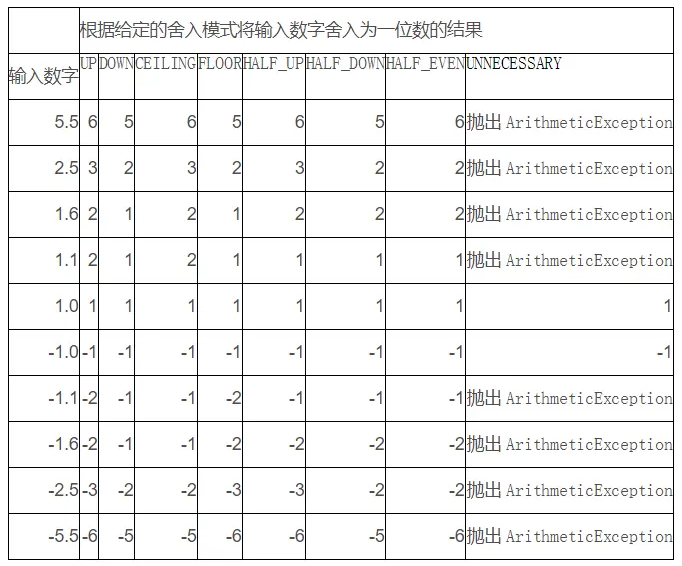 根据给定的舍入模式将输入数字舍入为一位数的结果
输入数字 UP DOWN CEILING FLOOR HALF_UP HALF_DOWN HALF_EVEN UNNECESSARY
5.5 6 5 6 5 6 5 6 抛出 ArithmeticException
2.5 3 2 3 2 3 2 2 抛出 ArithmeticException
1.6 2 1 2 1 2 2 2 抛出 ArithmeticException
1.1 2 1 2 1 1 1 1 抛出 ArithmeticException
1.0 1 1 1 1 1 1 1 1
-1.0 -1 -1 -1 -1 -1 -1 -1 -1
-1.1 -2 -1 -1 -2 -1 -1 -1 抛出 ArithmeticException
-1.6 -2 -1 -1 -2 -2 -2 -2 抛出 ArithmeticException
-2.5 -3 -2 -2 -3 -3 -2 -2 抛出 ArithmeticException
-5.5 -6 -5 -5 -6 -6 -5 -6 抛出 ArithmeticException